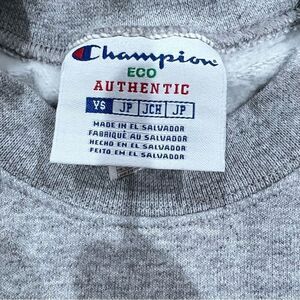 Champion
ECO
AUTHENTIC
YS JP JCH JP
MADE IN EL SALVADOR
FABRIQUÉ AU SALVADOR
HECHO EN EL SALVADOR
FEITO EM EL SALVADOR